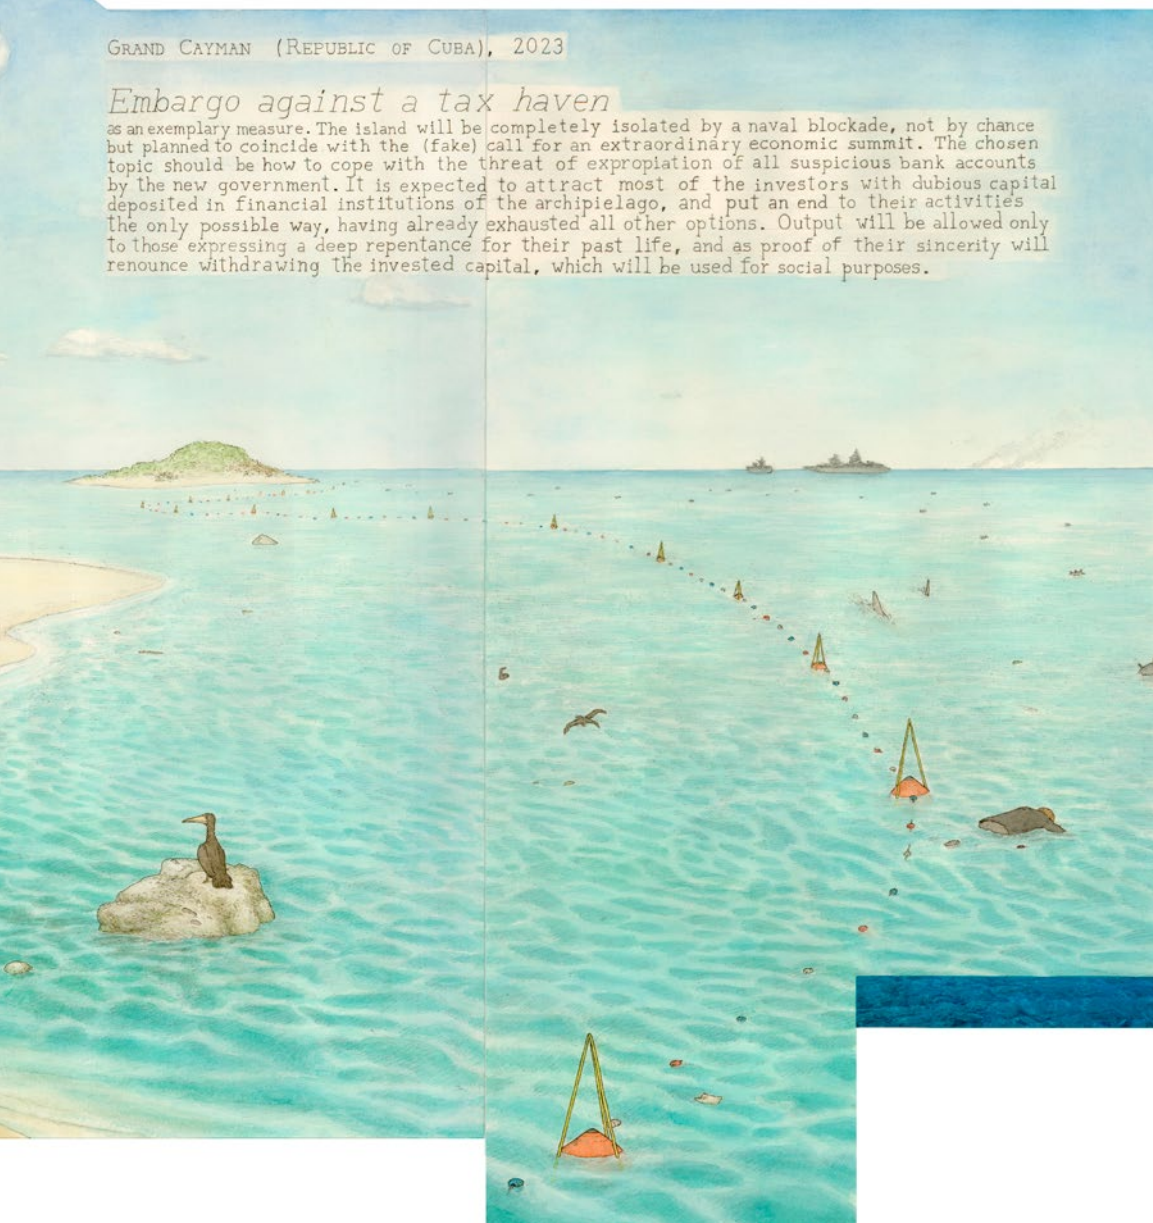 GRAND CAYMAN (REPUBLIC OF CUBA), 2023
Embargo against a tax haven
as an exemplary measure. The island will be completely isolated by a naval blockade, not by chance
but planned to coincide with the (fake) call for an extraordinary economic summit. The chosen
topic should be how to cope with the threat of expropiation of all suspicious bank accounts
by the new government. It is expected to attract most of the investors with dubious capital
deposited in financial institutions of the archipielago, and put an end to their activities
the only possible way, having already exhausted all other options. Output will be allowed only
to those expressing a deep repentance for their past life, and as proof of their sincerity will
renounce withdrawing the invested capital, which will be used for social purposes.